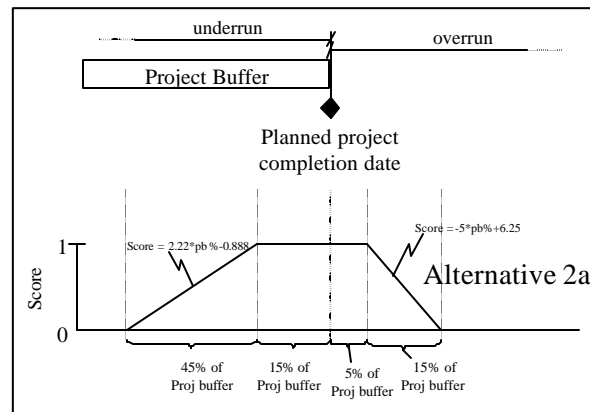 underrun
overrun
Project Buffer
Planned project
completion date
Score = 2.22*pb%-0.888
Score=-5*pb%+6.25
Alternative 2a
1
Score
0
45% of
Proj buffer
15% of
Proj buffer
5% of
Proj buffer
15% of
Proj buffer